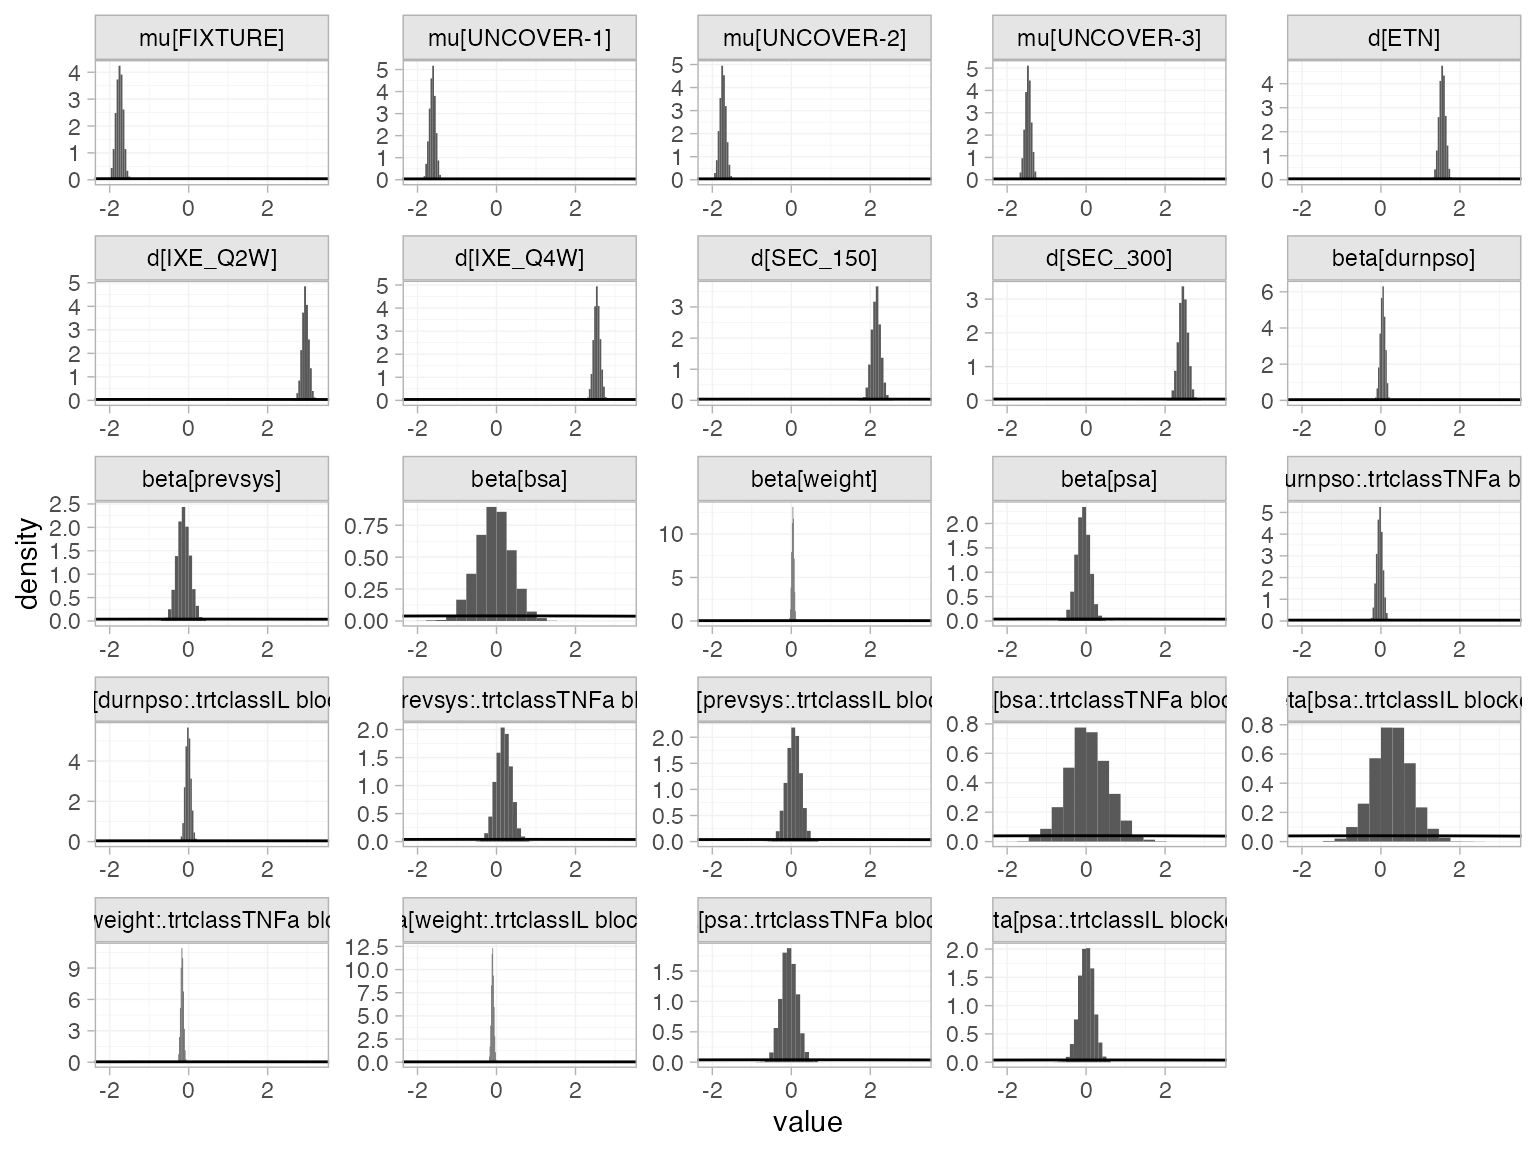 mu[FIXTURE] mu[UNCOVER-1] mu[UNCOVER-2] mu[UNCOVER-3] d[ETN]
4 3 2 1 0
5 4 3 2 1 0
5 4 3 2 1 0
5 4 3 2 1 0
4 3 2 1 0
-2 0 2 -2 0 2 -2 0 2 -2 0 2 -2 0 2
d[IXE_Q2W] d[IXE_Q4W] d[SEC_150] d[SEC_300] beta[durnpso]
5 4 3 2 1 0
5 4 3 2 1 0
3 2 1 0
3 2 1 0
6 4 2 0
-2 0 2 -2 0 2 -2 0 2 -2 0 2 -2 0 2
beta[prevsys] beta[bsa] beta[weight] beta[psa] urnpso:.trtclassTNFa b
2.5 2.0 1.5 1.0 0.5 0.0
0.75 0.50 0.25 0.00
10 5 0
2.0 1.5 1.0 0.5 0.0
5 4 3 2 1 0
-2 0 2 -2 0 2 -2 0 2 -2 0 2 -2 0 2
density
[durnpso:.trtclassIL bloc revsys:.trtclassTNFa bl [prevsys:.trtclassIL bloc [bsa:.trtclassTNFa bloc ta[bsa:.trtclassIL blocke
4 2 0
2.0 1.5 1.0 0.5 0.0
2.0 1.5 1.0 0.5 0.0
0.8 0.6 0.4 0.2 0.0
0.8 0.6 0.4 0.2 0.0
-2 0 2 -2 0 2 -2 0 2 -2 0 2 -2 0 2
weight:.trtclassTNFa blo a[weight:.trtclassIL bloc [psa:.trtclassTNFa bloc ta[psa:.trtclassIL blocke
9 6 3 0
12.5 10.0 7.5 5.0 2.5 0.0
1.5 1.0 0.5 0.0
2.0 1.5 1.0 0.5 0.0
-2 0 2 -2 0 2 -2 0 2 -2 0 2
value